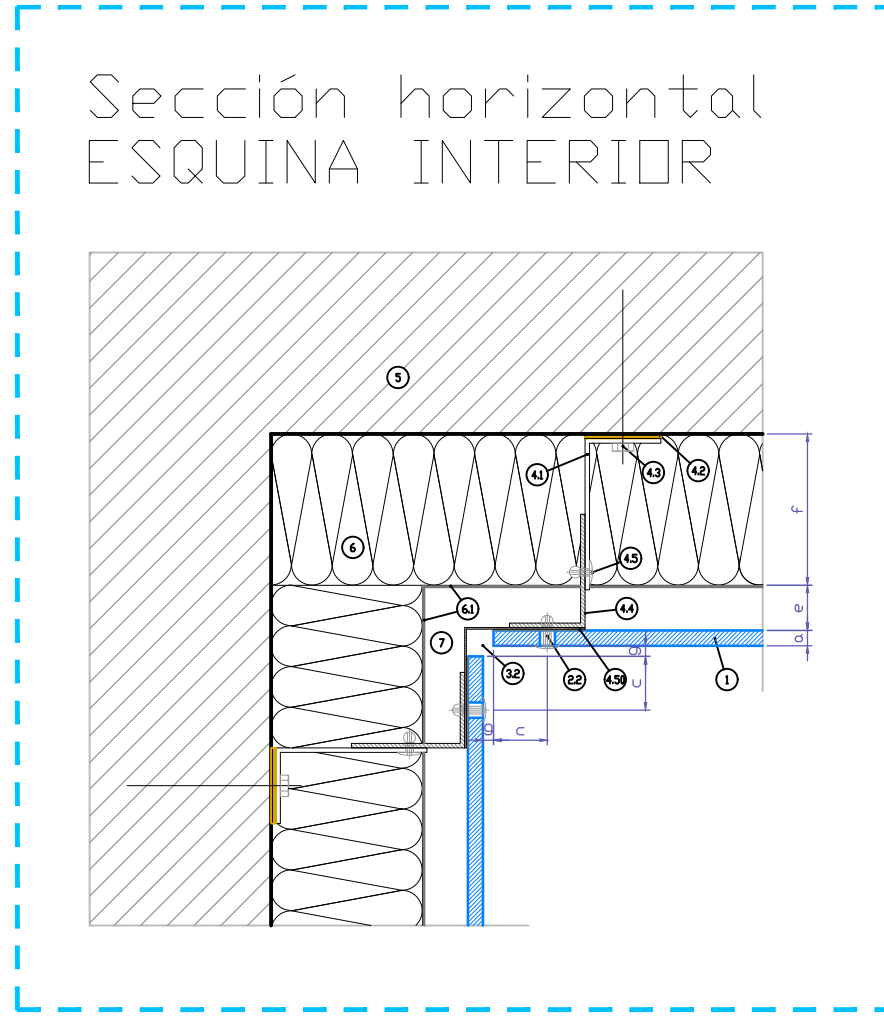 Sección horizontal
ESQUINA INTERIOR
5
4.1
4.3
4.2
f
6
4.5
e
6.1
4.4
7
a
g
3.2
2.2
4.50
c
1
g
c